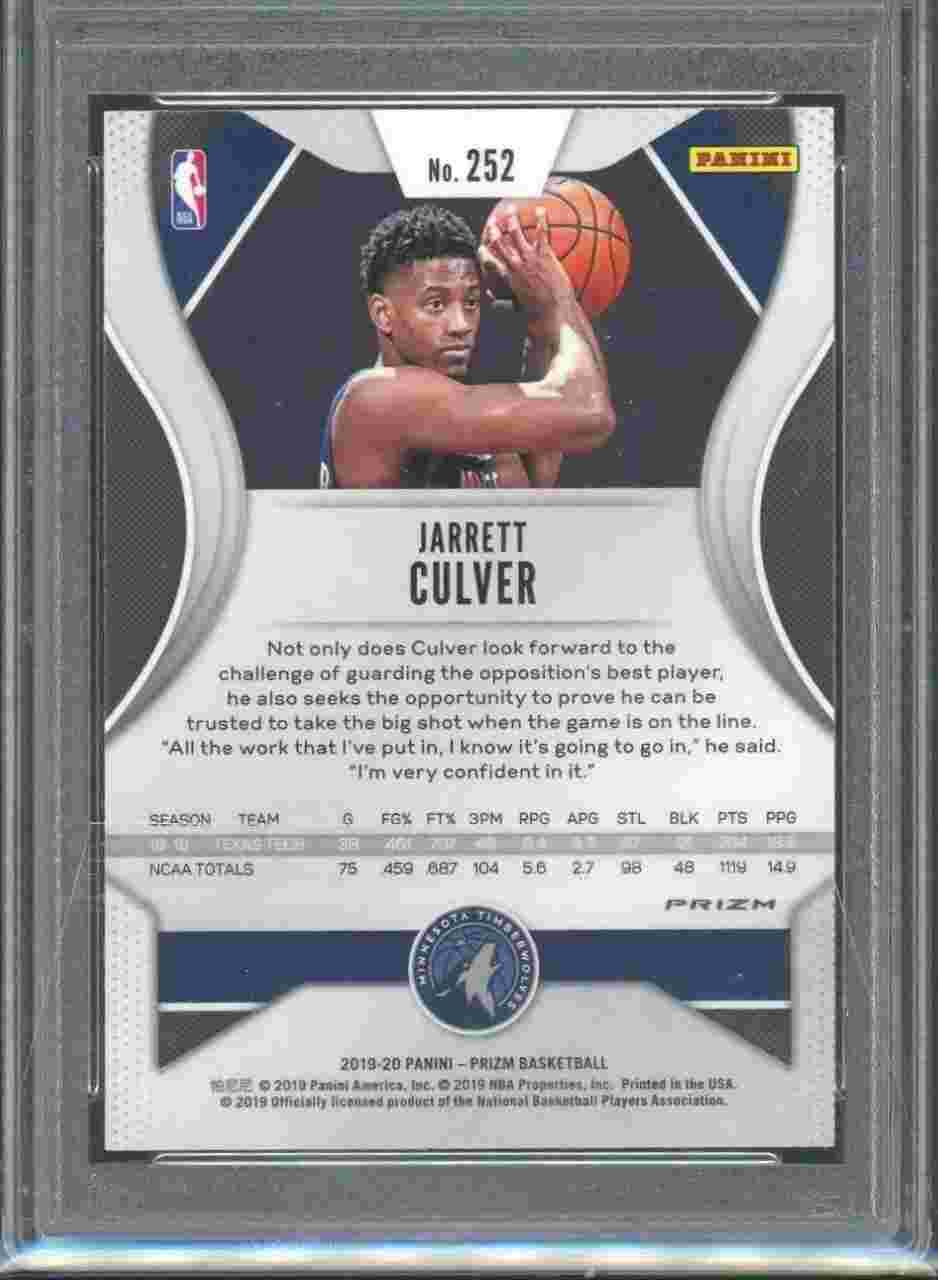 No. 252
PANINI
NBA
JARRETT
CULVER
Not only does Culver look forward to the
challenge of guarding the opposition's best player,
he also seeks the opportunity to prove he can be
trusted to take the big shot when the game is on the line.
"All the work that I've put in, I know it's going to go in," he said.
"I'm very confident in it."
SEASON TEAM G FG% FT% 3PM RPG APG STL BLK PTS PPG
TEXAS TECH 38
NCAA TOTALS 75 .459 .687 104 5.6 2.7 98 48 1119 14.9
PRIZM
MINNESOTA TIMBERWOLVES
2019-20 PANINI – PRIZM BASKETBALL
© 2019 Panini America, Inc. © 2019 NBA Properties, Inc. Printed in the USA.
© 2019 Officially licensed product of the National Basketball Players Association.